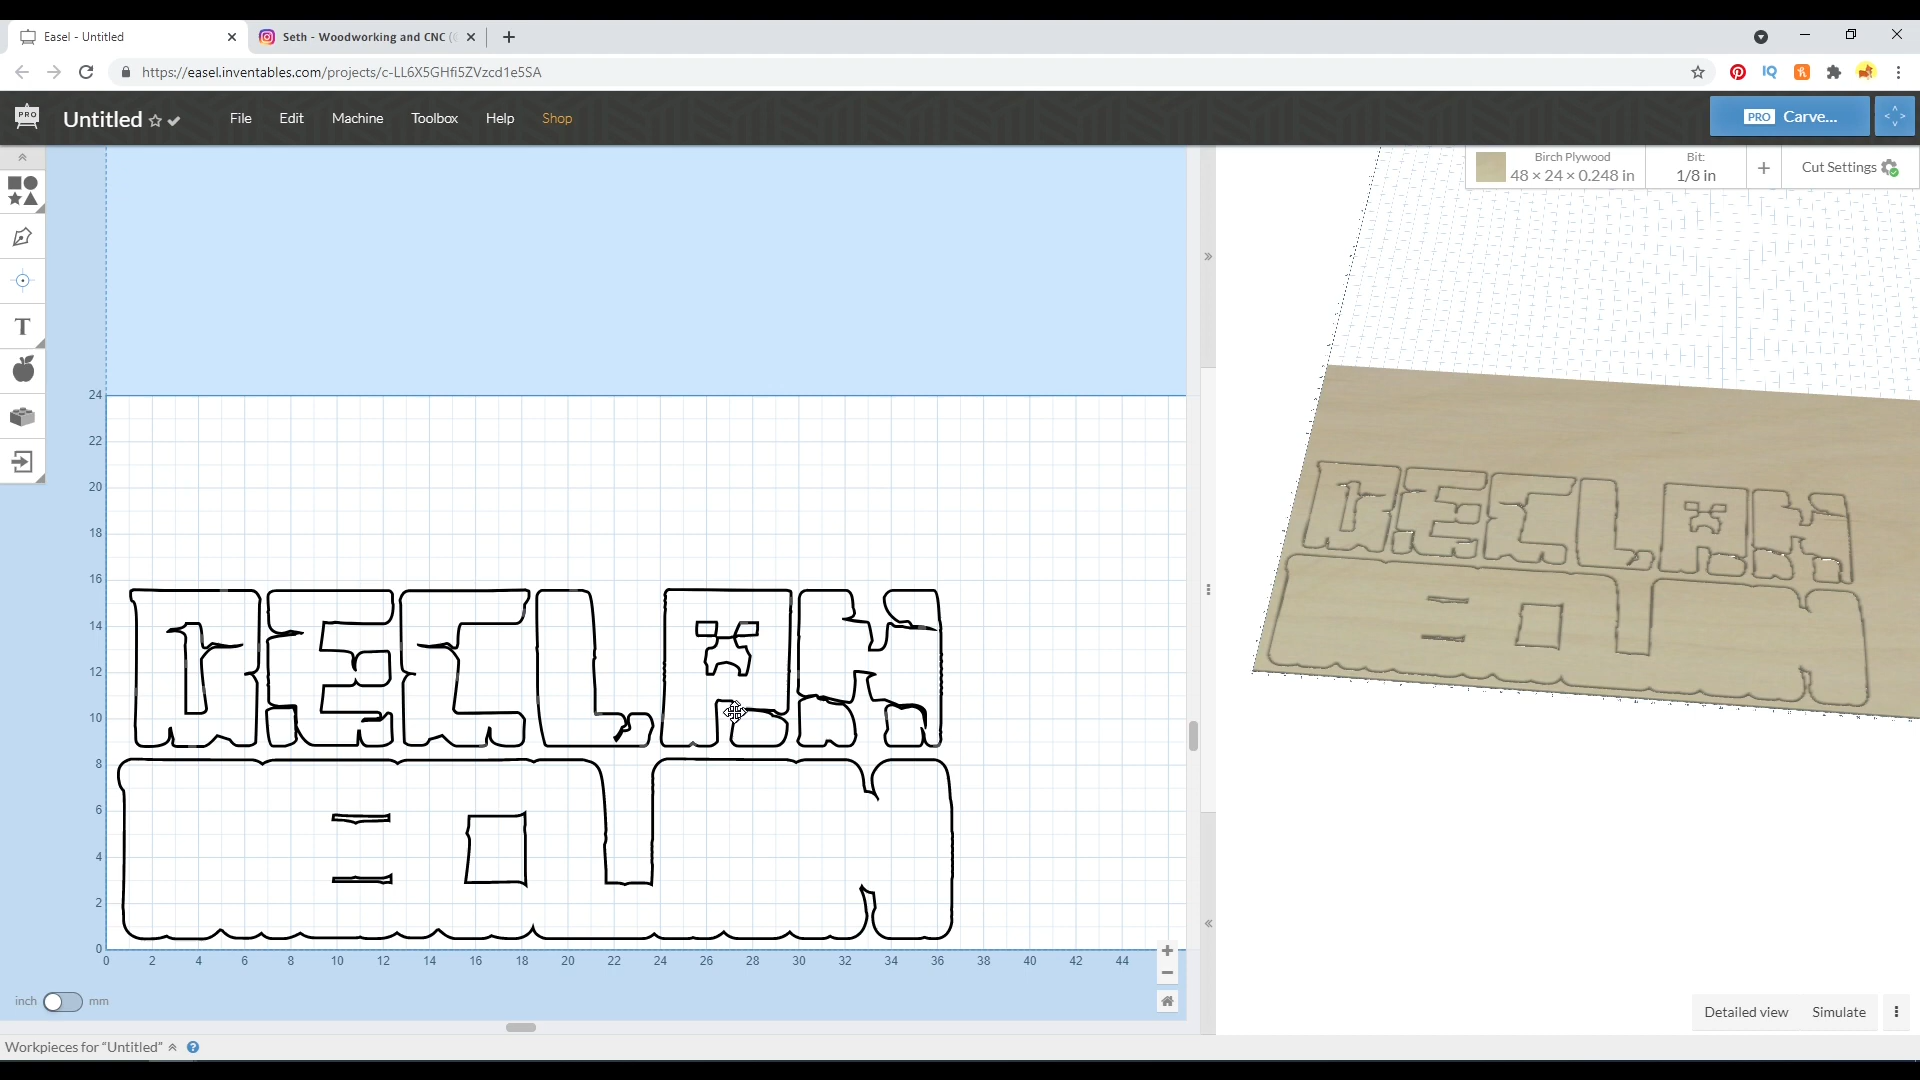 Easel - Untitled
Seth - Woodworking and CNC (
https://easel.inventables.com/projects/c-LL6X5GHfi5ZVzcd1e5SA
PRO
Untitled
File Edit Machine Toolbox Help Shop
PRO Carve...
Birch Plywood
48 × 24 × 0.248 in
Bit:
1/8 in
Cut Settings
T
24
22
20
18
16
14
12
10
8
6
4
2
0
0 2 4 6 8 10 12 14 16 18 20 22 24 26 28 30 32 34 36 38 40 42 44
DECLAN
DECLAN
inch mm
Detailed view Simulate
Workpieces for “Untitled”